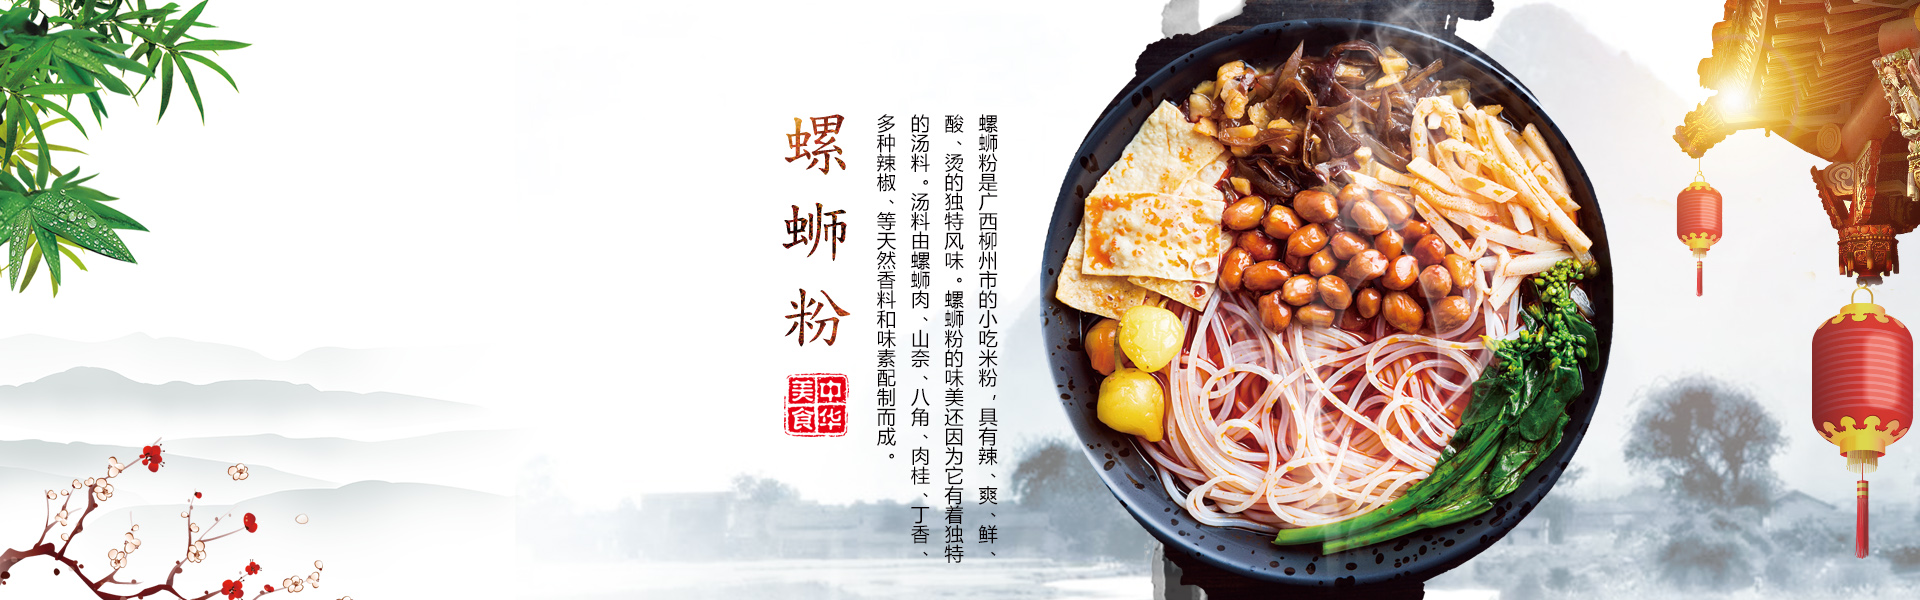 螺蛳粉是广西柳州市的小吃米粉，具有辣、爽、鲜、
酸、烫的独特风味。螺蛳粉的味美还因为它有着独特
的汤料。汤料由螺蛳肉、山奈、八角、肉桂、丁香、
多种辣椒、等天然香料和味素配制而成。
螺蛳粉
中华
美食